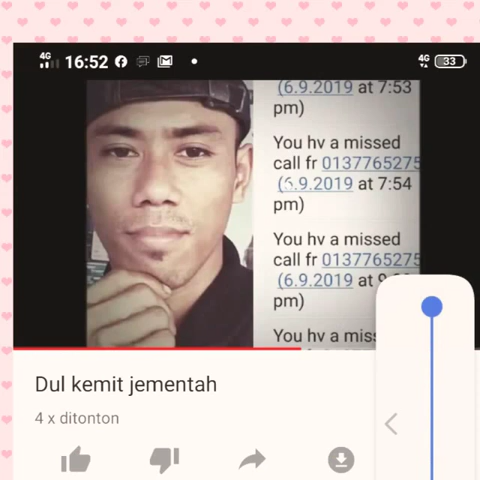 4G 16:52 4G 33
(6.9.2019 at 7:53
pm)
You hv a missed
call fr 0137765275
(6.9.2019 at 7:54
pm)
You hv a missed
call fr 0137765275
(6.9.2019 at
pm)
You hv a
Dul kemit jementah
4 x ditonton